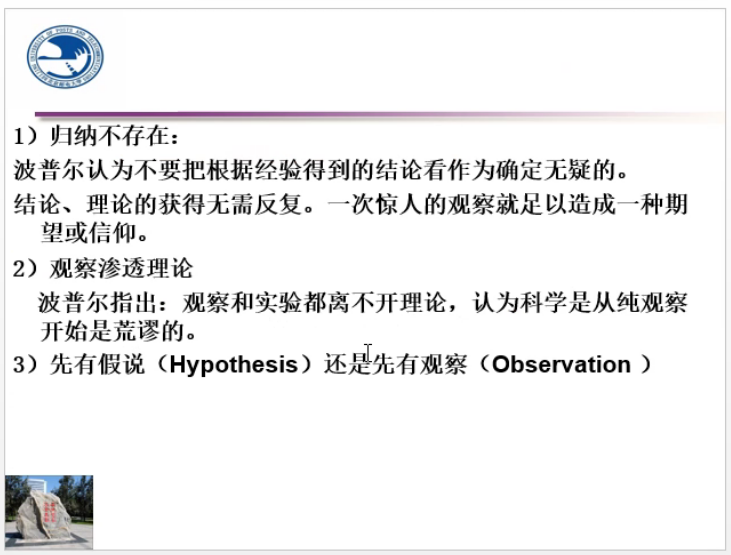 1）归纳不存在：
波普尔认为不要把根据经验得到的结论看作为确定无疑的。
结论、理论的获得无需反复。一次惊人的观察就足以造成一种期
望或信仰。
2）观察渗透理论
波普尔指出：观察和实验都离不开理论，认为科学是从纯观察
开始是荒谬的。
3）先有假说（Hypothesis）还是先有观察（Observation ）